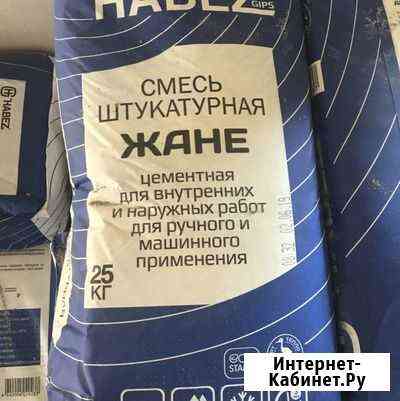 HABEZ
GIPS
HABEZ
СМЕСЬ
ШТУКАТУРНАЯ
ЖАНЕ
цементная
для внутренних
и наружных работ
для ручного и
машинного
применения
25
КГ
Интернет-
Кабинет.Ру